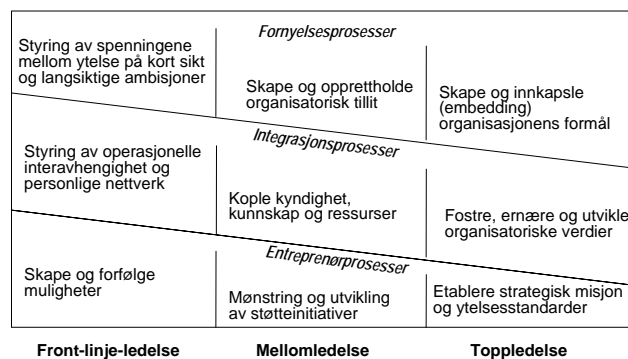 Fornyelsesprosesser
Styring av spenningene
mellom ytelse på kort sikt
og langsiktige ambisjoner
Skape og opprettholde
organisatorisk tillit
Skape og innkapsle
(embedding)
organisasjonens formål
Integrasjonsprosesser
Styring av operasjonelle
interavhengighet og
personlige nettverk
Kople kyndighet,
kunnskap og ressurser
Fostre, ernære og utvikle
organisatoriske verdier
Entreprenørprosesser
Skape og forfølge
muligheter
Mønstring og utvikling
av støtteinitiativer
Etablere strategisk misjon
og ytelsesstandarder
Front-linje-ledelse
Mellomledelse
Toppledelse